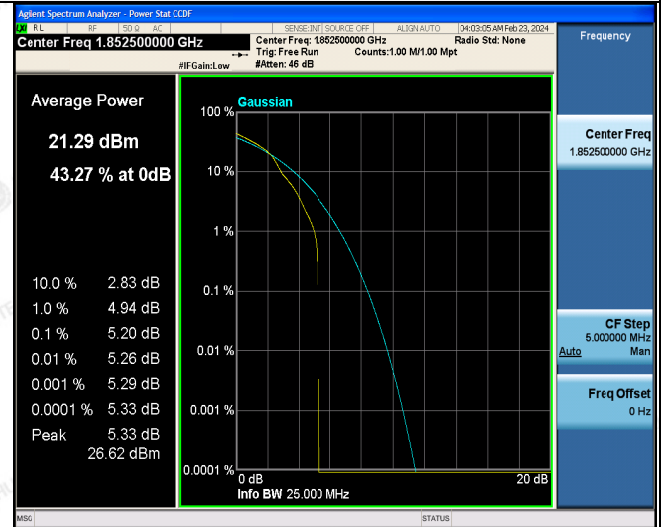 Agilent Spectrum Analyzer - Power Stat CCDF
LXI RL RF 50 Ω AC SENSE:INT SOURCE OFF ALIGN AUTO 04:03:05 AM Feb 23, 2024
Center Freq 1.852500000 GHz
Center Freq: 1.852500000 GHz Radio Std: None
Trig: Free Run Counts:1.00 M/1.00 Mpt
#IFGain:Low #Atten: 46 dB
Frequency
Average Power
21.29 dBm
43.27 % at 0dB
10.0 % 2.83 dB
1.0 % 4.94 dB
0.1 % 5.20 dB
0.01 % 5.26 dB
0.001 % 5.29 dB
0.0001 % 5.33 dB
Peak 5.33 dB
26.62 dBm
Gaussian
100 %
10 %
1 %
0.1 %
0.01 %
0.001 %
0.0001 %
0 dB 20 dB
Info BW 25.000 MHz
Center Freq
1.852500000 GHz
CF Step
5.000000 MHz
Auto Man
Freq Offset
0 Hz
MSG STATUS